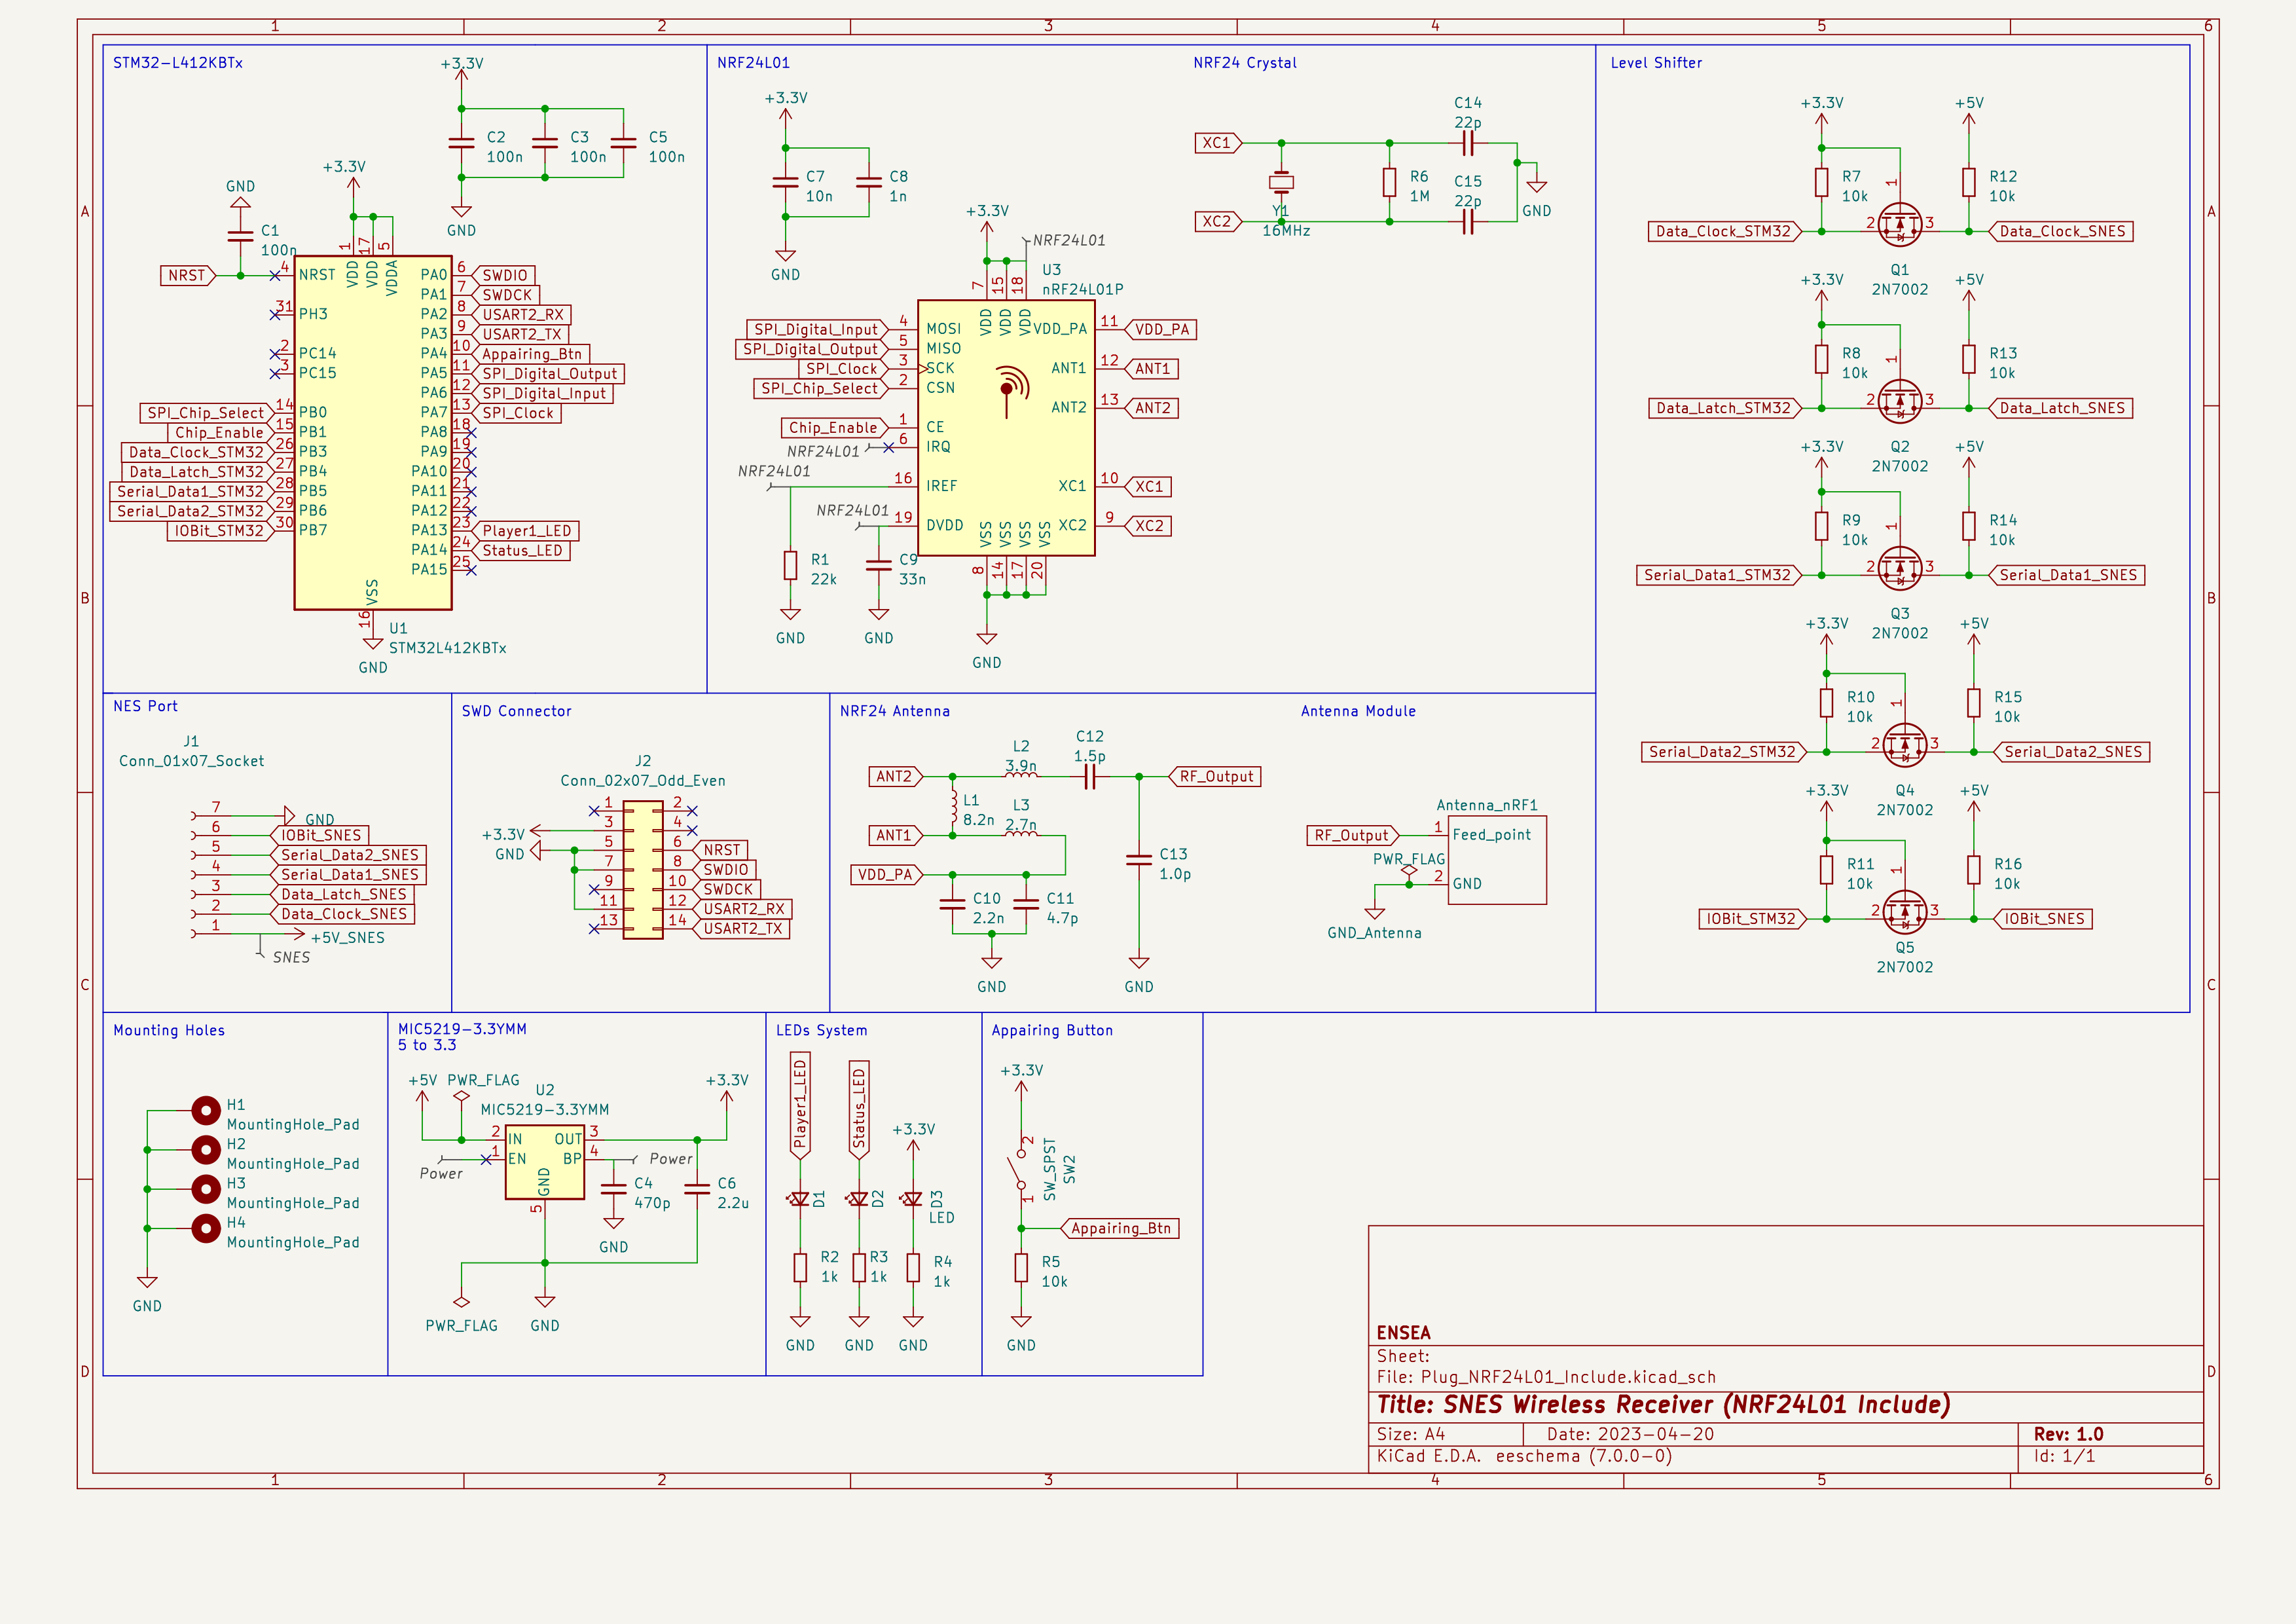 1 2 3 4 5 6
A
B
C
D
A
B
C
D
1 2 3 4 5 6
STM32-L412KBTx
+3.3V
C2
100n
C3
100n
C5
100n
GND
+3.3V
GND
C1
100n
NRST
4 NRST
31 PH3
2 PC14
3 PC15
SPI_Chip_Select 14 PB0
Chip_Enable 15 PB1
Data_Clock_STM32 26 PB3
Data_Latch_STM32 27 PB4
Serial_Data1_STM32 28 PB5
Serial_Data2_STM32 29 PB6
IOBit_STM32 30 PB7
1 VDD
17 VDD
5 VDDA
PA0 6 SWDIO
PA1 7 SWDCK
PA2 8 USART2_RX
PA3 9 USART2_TX
PA4 10 Appairing_Btn
PA5 11 SPI_Digital_Output
PA6 12 SPI_Digital_Input
PA7 13 SPI_Clock
PA8 18
PA9 19
PA10 20
PA11 21
PA12 22
PA13 23 Player1_LED
PA14 24 Status_LED
PA15 25
VSS 16
U1
STM32L412KBTx
GND
NRF24L01
+3.3V
C7
10n
C8
1n
GND
+3.3V
NRF24L01
U3
nRF24L01P
7 VDD
15 VDD
18 VDD
SPI_Digital_Input 4 MOSI
SPI_Digital_Output 5 MISO
SPI_Clock 3 SCK
SPI_Chip_Select 2 CSN
Chip_Enable 1 CE
NRF24L01 6 IRQ
NRF24L01
16 IREF
NRF24L01
19 DVDD
VDD_PA 11 VDD_PA
ANT1 12 ANT1
ANT2 13 ANT2
XC1 10 XC1
XC2 9 XC2
VSS VSS VSS VSS
8 14 17 20
R1
22k
C9
33n
GND
GND
GND
NRF24 Crystal
XC1
XC2
Y1
16MHz
R6
1M
C14
22p
C15
22p
GND
Level Shifter
+3.3V +5V
R7
10k
R12
10k
1
Data_Clock_STM32 2 3 Data_Clock_SNES
Q1
2N7002
+3.3V +5V
R8
10k
R13
10k
1
Data_Latch_STM32 2 3 Data_Latch_SNES
Q2
2N7002
+3.3V +5V
R9
10k
R14
10k
1
Serial_Data1_STM32 2 3 Serial_Data1_SNES
Q3
2N7002
+3.3V +5V
R10
10k
R15
10k
1
Serial_Data2_STM32 2 3 Serial_Data2_SNES
Q4
2N7002
+3.3V +5V
R11
10k
R16
10k
1
IOBit_STM32 2 3 IOBit_SNES
Q5
2N7002
NES Port
J1
Conn_01x07_Socket
7 GND
6 IOBit_SNES
5 Serial_Data2_SNES
4 Serial_Data1_SNES
3 Data_Latch_SNES
2 Data_Clock_SNES
1 +5V_SNES
SNES
SWD Connector
J2
Conn_02x07_Odd_Even
1 2
+3.3V 3 4
GND 5 6 NRST
7 8 SWDIO
9 10 SWDCK
11 12 USART2_RX
13 14 USART2_TX
NRF24 Antenna
ANT2
L2
3.9n
C12
1.5p
RF_Output
L1
8.2n
ANT1
L3
2.7n
VDD_PA
C10
2.2n
C11
4.7p
C13
1.0p
GND
GND
Antenna Module
Antenna_nRF1
RF_Output 1 Feed_point
PWR_FLAG
2 GND
GND_Antenna
Mounting Holes
H1
MountingHole_Pad
H2
MountingHole_Pad
H3
MountingHole_Pad
H4
MountingHole_Pad
GND
MIC5219-3.3YMM
5 to 3.3
+5V PWR_FLAG
U2
MIC5219-3.3YMM
+3.3V
2 IN OUT 3
1 EN BP 4
GND 5
Power
Power
C4
470p
C6
2.2u
GND
PWR_FLAG
GND
LEDs System
Player1_LED
Status_LED
+3.3V
D1
D2
D3
LED
R2
1k
R3
1k
R4
1k
GND
GND
GND
Appairing Button
+3.3V
2
SW_SPST
SW2
1
Appairing_Btn
R5
10k
GND
ENSEA
Sheet:
File: Plug_NRF24L01_Include.kicad_sch
Title: SNES Wireless Receiver (NRF24L01 Include)
Size: A4 Date: 2023-04-20 Rev: 1.0
KiCad E.D.A. eeschema (7.0.0-0) Id: 1/1